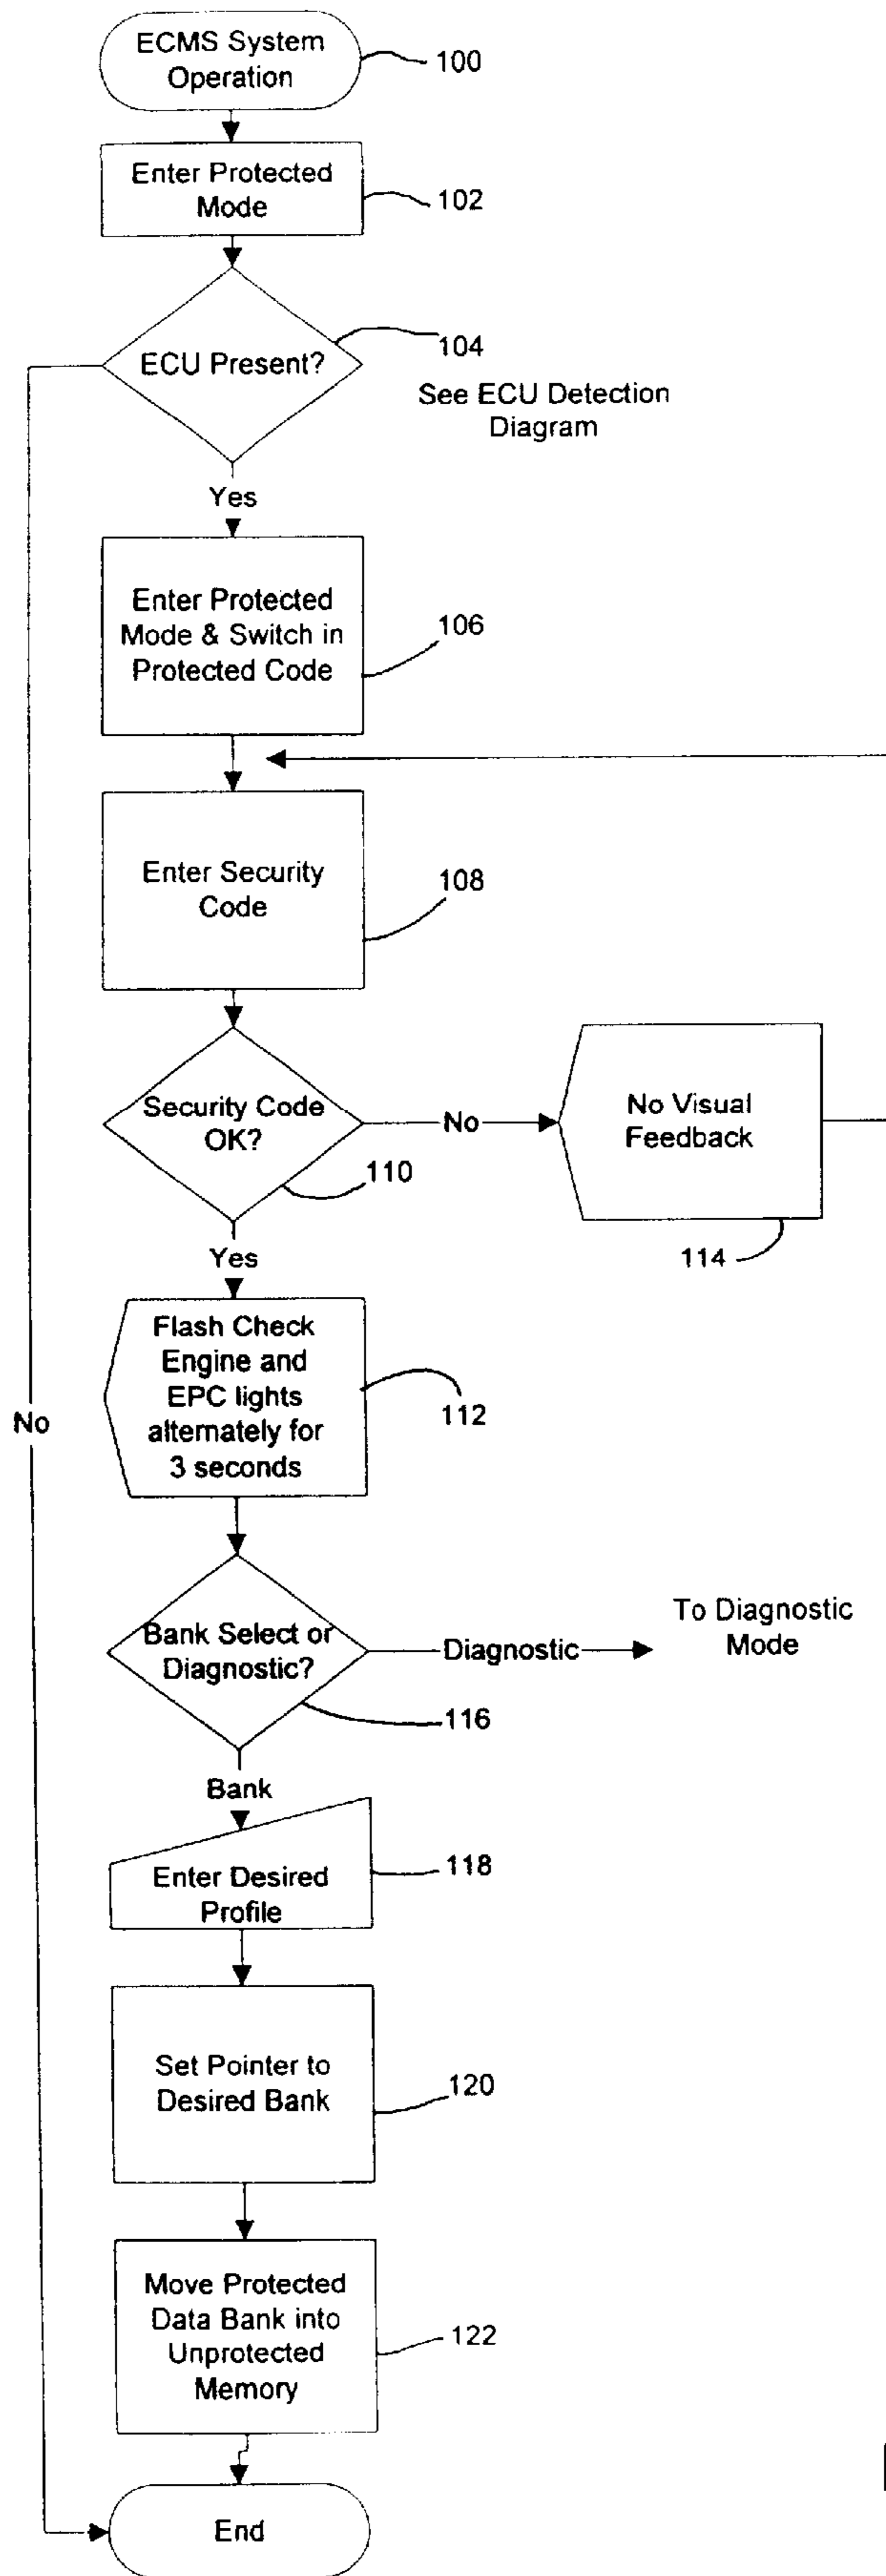 ECMS System
Operation
100
Enter Protected
Mode
102
ECU Present?
104
See ECU Detection
Diagram
Yes
Enter Protected
Mode & Switch in
Protected Code
106
Enter Security
Code
108
Security Code
OK?
110
No
No Visual
Feedback
114
Yes
Flash Check
Engine and
EPC lights
alternately for
3 seconds
112
No
Bank Select or
Diagnostic?
116
Diagnostic
To Diagnostic
Mode
Bank
Enter Desired
Profile
118
Set Pointer to
Desired Bank
120
Move Protected
Data Bank into
Unprotected
Memory
122
End